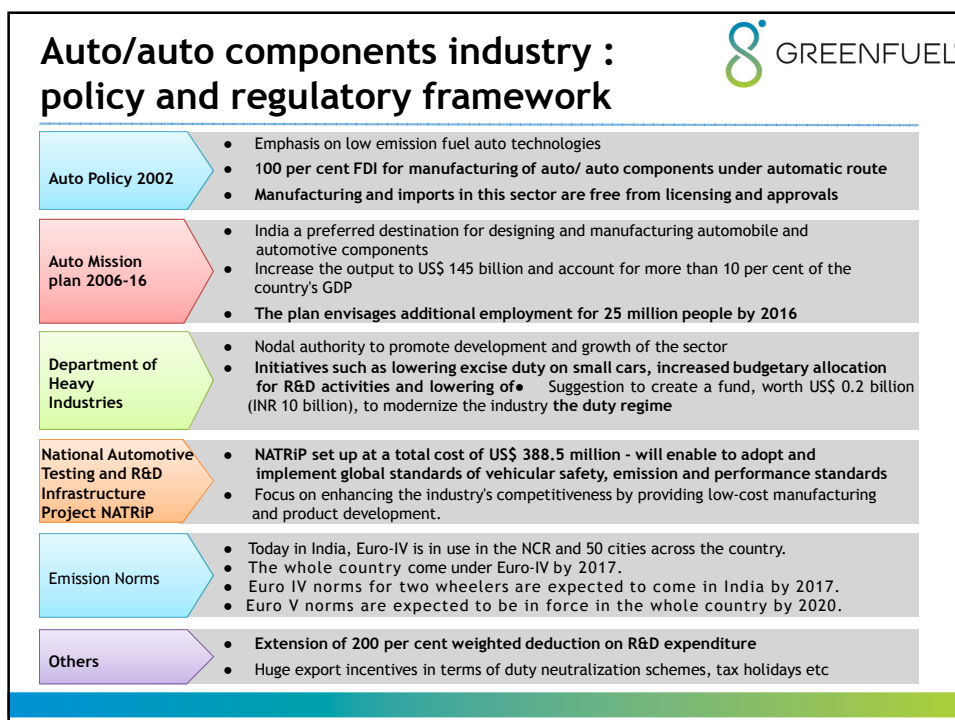 Auto/auto components industry :
policy and regulatory framework
GREENFUEL
Auto Policy 2002
● Emphasis on low emission fuel auto technologies
● 100 per cent FDI for manufacturing of auto/ auto components under automatic route
● Manufacturing and imports in this sector are free from licensing and approvals
Auto Mission
plan 2006-16
● India a preferred destination for designing and manufacturing automobile and
automotive components
● Increase the output to US$ 145 billion and account for more than 10 per cent of the
country's GDP
● The plan envisages additional employment for 25 million people by 2016
Department of
Heavy
Industries
● Nodal authority to promote development and growth of the sector
● Initiatives such as lowering excise duty on small cars, increased budgetary allocation
for R&D activities and lowering of● Suggestion to create a fund, worth US$ 0.2 billion
(INR 10 billion), to modernize the industry the duty regime
National Automotive
Testing and R&D
Infrastructure
Project NATRiP
● NATRiP set up at a total cost of US$ 388.5 million - will enable to adopt and
implement global standards of vehicular safety, emission and performance standards
● Focus on enhancing the industry's competitiveness by providing low-cost manufacturing
and product development.
Emission Norms
● Today in India, Euro-IV is in use in the NCR and 50 cities across the country.
● The whole country come under Euro-IV by 2017.
● Euro IV norms for two wheelers are expected to come in India by 2017.
● Euro V norms are expected to be in force in the whole country by 2020.
Others
● Extension of 200 per cent weighted deduction on R&D expenditure
● Huge export incentives in terms of duty neutralization schemes, tax holidays etc